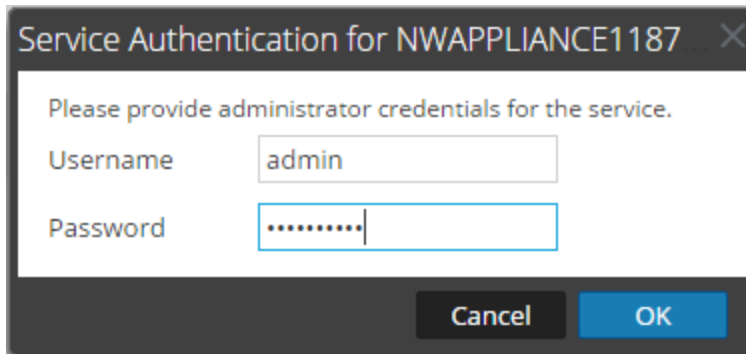 Service Authentication for NWAPPLIANCE1187...
Please provide administrator credentials for the service.
Username admin
Password ••••••••••
Cancel OK